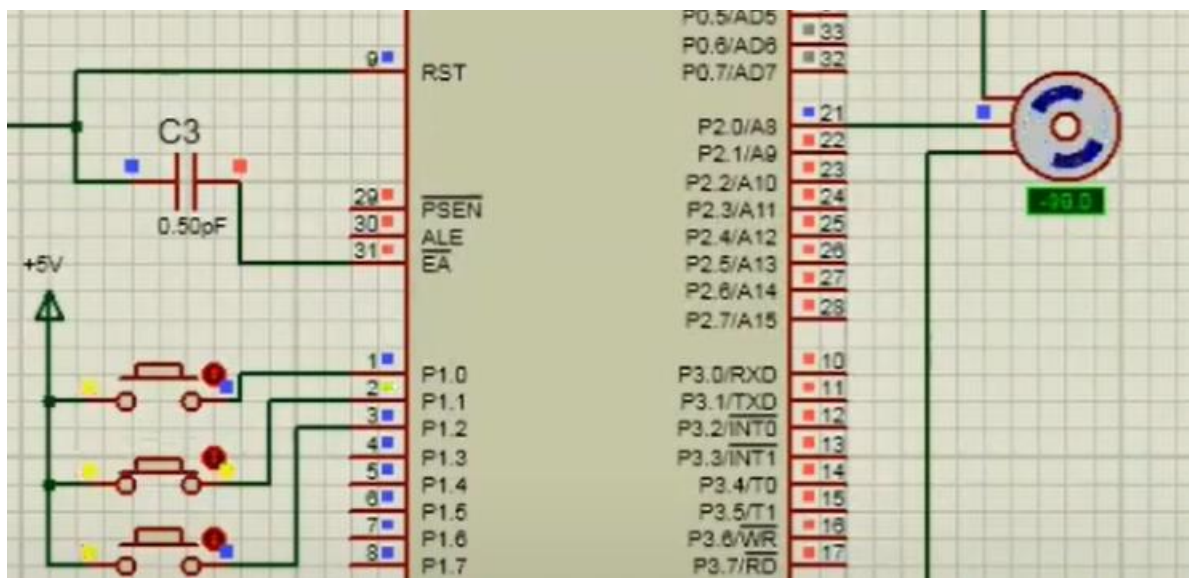 P0.5/AD5
33
P0.6/AD6
32
P0.7/AD7
9
RST
C3
0.50pF
+5V
29
PSEN
30
ALE
31
EA
21
P2.0/A8
22
P2.1/A9
23
P2.2/A10
24
P2.3/A11
25
P2.4/A12
26
P2.5/A13
27
P2.6/A14
28
P2.7/A15
-99.0
1
P1.0
2
P1.1
3
P1.2
4
P1.3
5
P1.4
6
P1.5
7
P1.6
8
P1.7
10
P3.0/RXD
11
P3.1/TXD
12
P3.2/INT0
13
P3.3/INT1
14
P3.4/T0
15
P3.5/T1
16
P3.6/WR
17
P3.7/RD